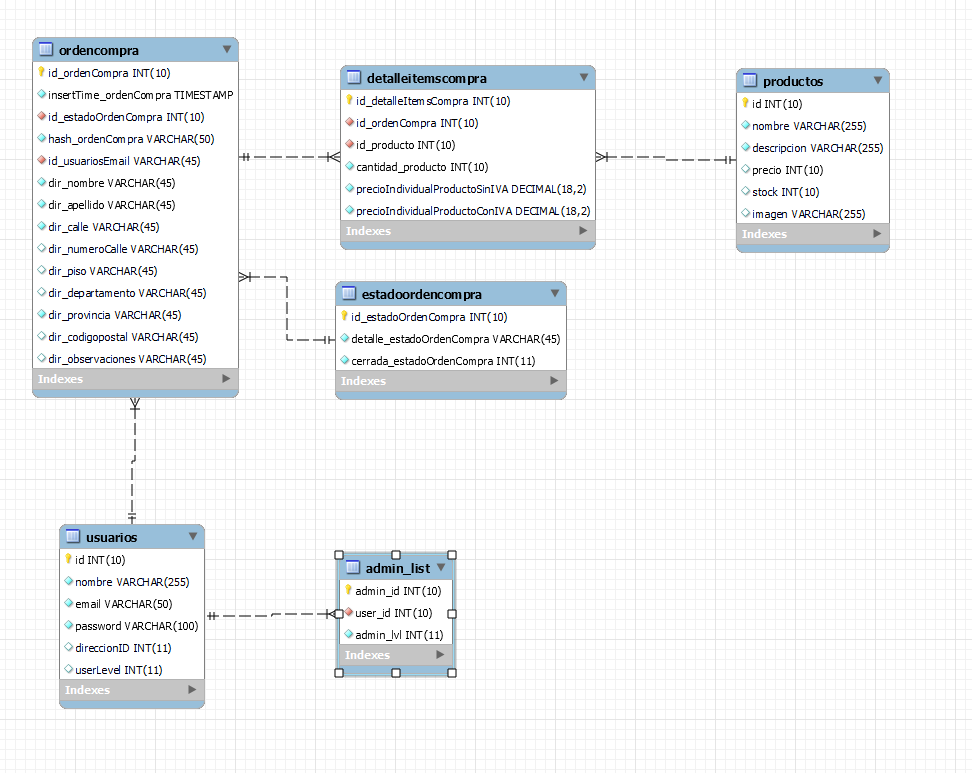 ordencompra
id_ordenCompra INT(10)
insertTime_ordenCompra TIMESTAMP
id_estadoOrdenCompra INT(10)
hash_ordenCompra VARCHAR(50)
id_usuariosEmail VARCHAR(45)
dir_nombre VARCHAR(45)
dir_apellido VARCHAR(45)
dir_calle VARCHAR(45)
dir_numeroCalle VARCHAR(45)
dir_piso VARCHAR(45)
dir_departamento VARCHAR(45)
dir_provincia VARCHAR(45)
dir_codigopostal VARCHAR(45)
dir_observaciones VARCHAR(45)
Indexes
detalleitemscompra
id_detalleItemsCompra INT(10)
id_ordenCompra INT(10)
id_producto INT(10)
cantidad_producto INT(10)
precioIndividualProductoSinIVA DECIMAL(18,2)
precioIndividualProductoConIVA DECIMAL(18,2)
Indexes
productos
id INT(10)
nombre VARCHAR(255)
descripcion VARCHAR(255)
precio INT(10)
stock INT(10)
imagen VARCHAR(255)
Indexes
estadoordencompra
id_estadoOrdenCompra INT(10)
detalle_estadoOrdenCompra VARCHAR(45)
cerrada_estadoOrdenCompra INT(11)
Indexes
usuarios
id INT(10)
nombre VARCHAR(255)
email VARCHAR(50)
password VARCHAR(100)
direccionID INT(11)
userLevel INT(11)
Indexes
admin_list
admin_id INT(10)
user_id INT(10)
admin_lvl INT(11)
Indexes